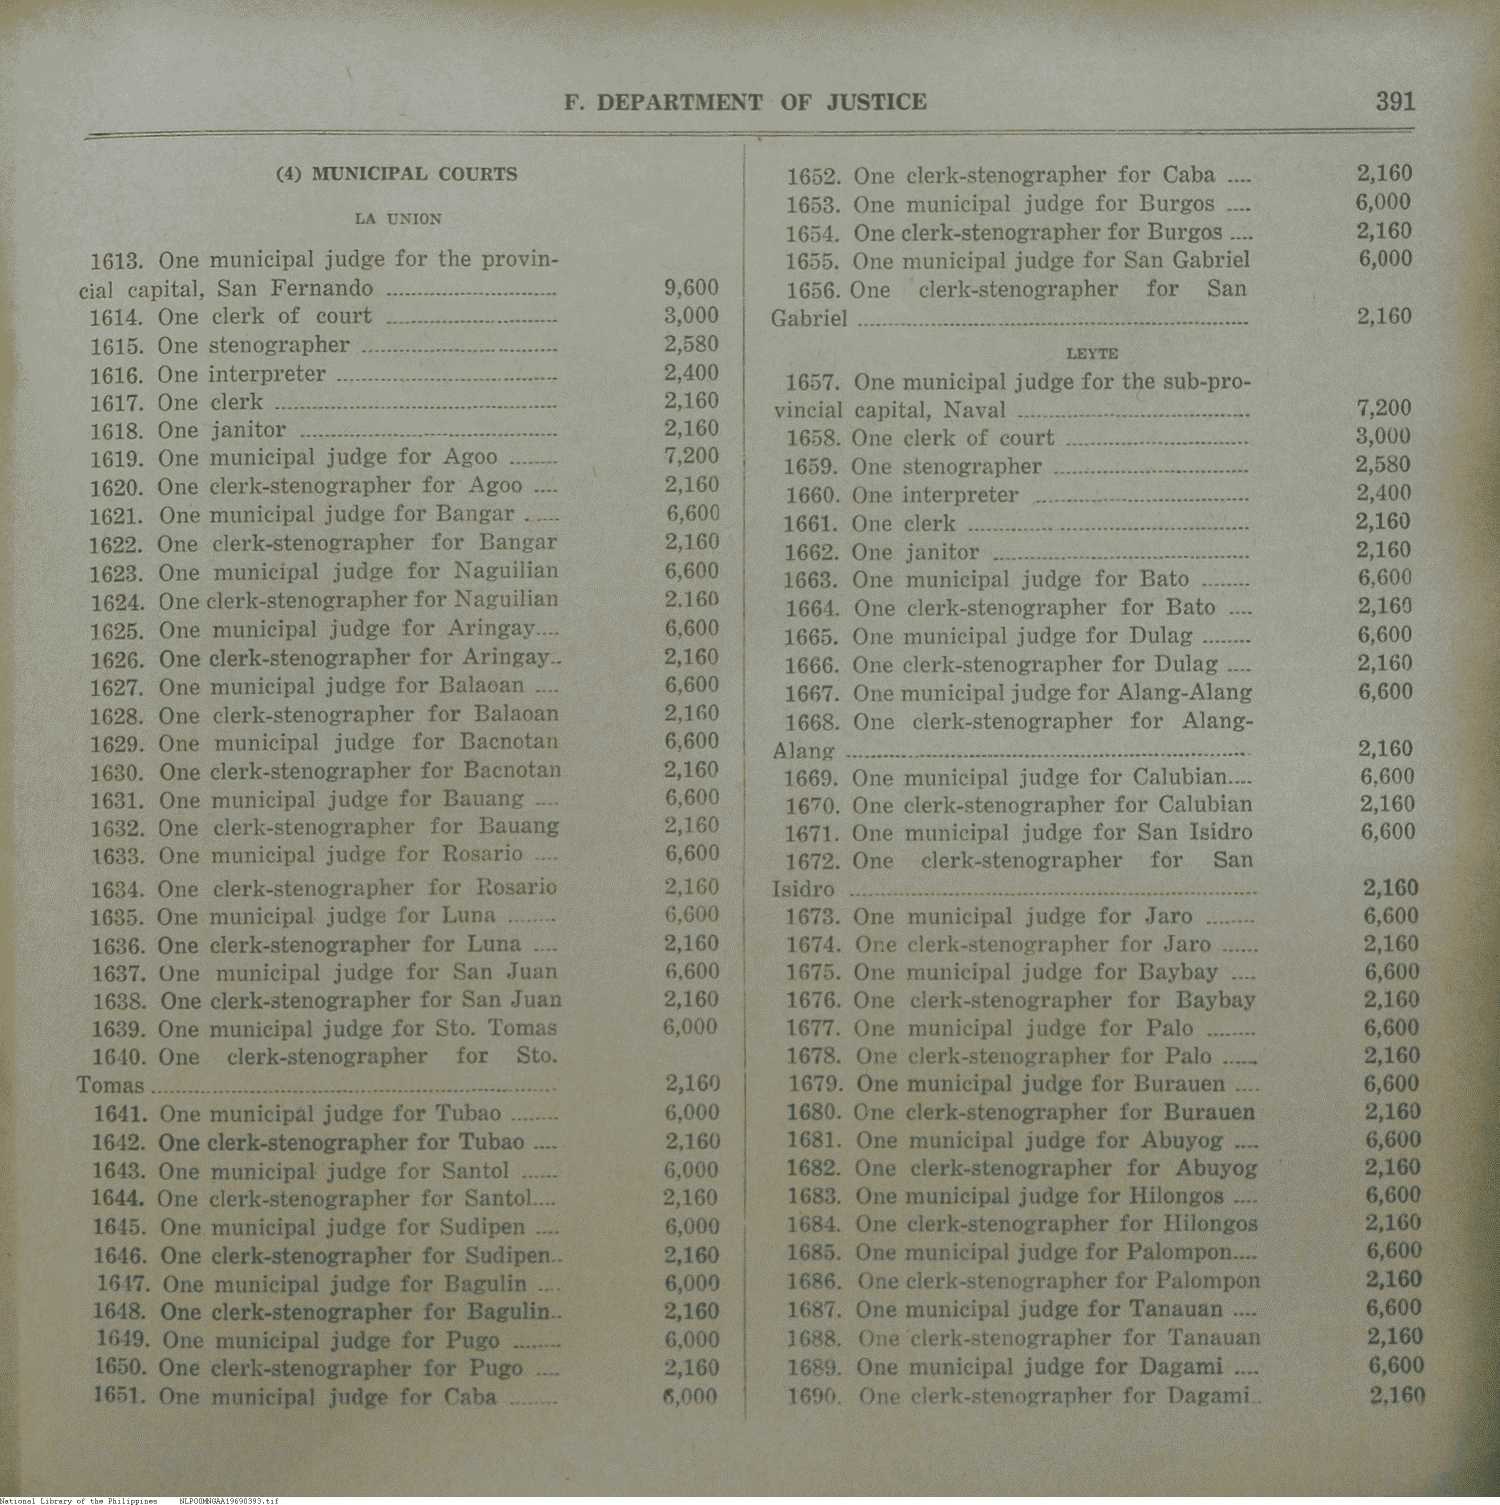 F. DEPARTMENT OF JUSTICE 391
(4) MUNICIPAL COURTS
LA UNION
1613. One municipal judge for the provin-
cial capital, San Fernando ........ 9,600
1614. One clerk of court ........ 3,000
1615. One stenographer ........ 2,580
1616. One interpreter ........ 2,400
1617. One clerk ........ 2,160
1618. One janitor ........ 2,160
1619. One municipal judge for Agoo ........ 7,200
1620. One clerk-stenographer for Agoo .... 2,160
1621. One municipal judge for Bangar ...... 6,600
1622. One clerk-stenographer for Bangar 2,160
1623. One municipal judge for Naguilian 6,600
1624. One clerk-stenographer for Naguilian 2.160
1625. One municipal judge for Aringay.... 6,600
1626. One clerk-stenographer for Aringay.. 2,160
1627. One municipal judge for Balaoan .... 6,600
1628. One clerk-stenographer for Balaoan 2,160
1629. One municipal judge for Bacnotan 6,600
1630. One clerk-stenographer for Bacnotan 2,160
1631. One municipal judge for Bauang .... 6,600
1632. One clerk-stenographer for Bauang 2,160
1633. One municipal judge for Rosario .... 6,600
1634. One clerk-stenographer for Rosario 2,160
1635. One municipal judge for Luna ........ 6,600
1636. One clerk-stenographer for Luna .... 2,160
1637. One municipal judge for San Juan 6,600
1638. One clerk-stenographer for San Juan 2,160
1639. One municipal judge for Sto. Tomas 6,000
1640. One clerk-stenographer for Sto.
Tomas ........ 2,160
1641. One municipal judge for Tubao ........ 6,000
1642. One clerk-stenographer for Tubao .... 2,160
1643. One municipal judge for Santol ...... 6,000
1644. One clerk-stenographer for Santol.... 2,160
1645. One municipal judge for Sudipen .... 6,000
1646. One clerk-stenographer for Sudipen.. 2,160
1647. One municipal judge for Bagulin .... 6,000
1648. One clerk-stenographer for Bagulin.. 2,160
1649. One municipal judge for Pugo ........ 6,000
1650. One clerk-stenographer for Pugo .... 2,160
1651. One municipal judge for Caba ........ 6,000
1652. One clerk-stenographer for Caba .... 2,160
1653. One municipal judge for Burgos .... 6,000
1654. One clerk-stenographer for Burgos .... 2,160
1655. One municipal judge for San Gabriel 6,000
1656. One clerk-stenographer for San
Gabriel ........ 2,160
LEYTE
1657. One municipal judge for the sub-pro-
vincial capital, Naval ........ 7,200
1658. One clerk of court ........ 3,000
1659. One stenographer ........ 2,580
1660. One interpreter ........ 2,400
1661. One clerk ........ 2,160
1662. One janitor ........ 2,160
1663. One municipal judge for Bato ........ 6,600
1664. One clerk-stenographer for Bato .... 2,160
1665. One municipal judge for Dulag ........ 6,600
1666. One clerk-stenographer for Dulag .... 2,160
1667. One municipal judge for Alang-Alang 6,600
1668. One clerk-stenographer for Alang-
Alang ........ 2,160
1669. One municipal judge for Calubian.... 6,600
1670. One clerk-stenographer for Calubian 2,160
1671. One municipal judge for San Isidro 6,600
1672. One clerk-stenographer for San
Isidro ........ 2,160
1673. One municipal judge for Jaro ........ 6,600
1674. One clerk-stenographer for Jaro ...... 2,160
1675. One municipal judge for Baybay .... 6,600
1676. One clerk-stenographer for Baybay 2,160
1677. One municipal judge for Palo ........ 6,600
1678. One clerk-stenographer for Palo ...... 2,160
1679. One municipal judge for Burauen .... 6,600
1680. One clerk-stenographer for Burauen 2,160
1681. One municipal judge for Abuyog .... 6,600
1682. One clerk-stenographer for Abuyog 2,160
1683. One municipal judge for Hilongos .... 6,600
1684. One clerk-stenographer for Hilongos 2,160
1685. One municipal judge for Palompon.... 6,600
1686. One clerk-stenographer for Palompon 2,160
1687. One municipal judge for Tanauan .... 6,600
1688. One clerk-stenographer for Tanauan 2,160
1689. One municipal judge for Dagami .... 6,600
1690. One clerk-stenographer for Dagami.. 2,160
National Library of the Philippines NLPOOMNGAA19690393.tif